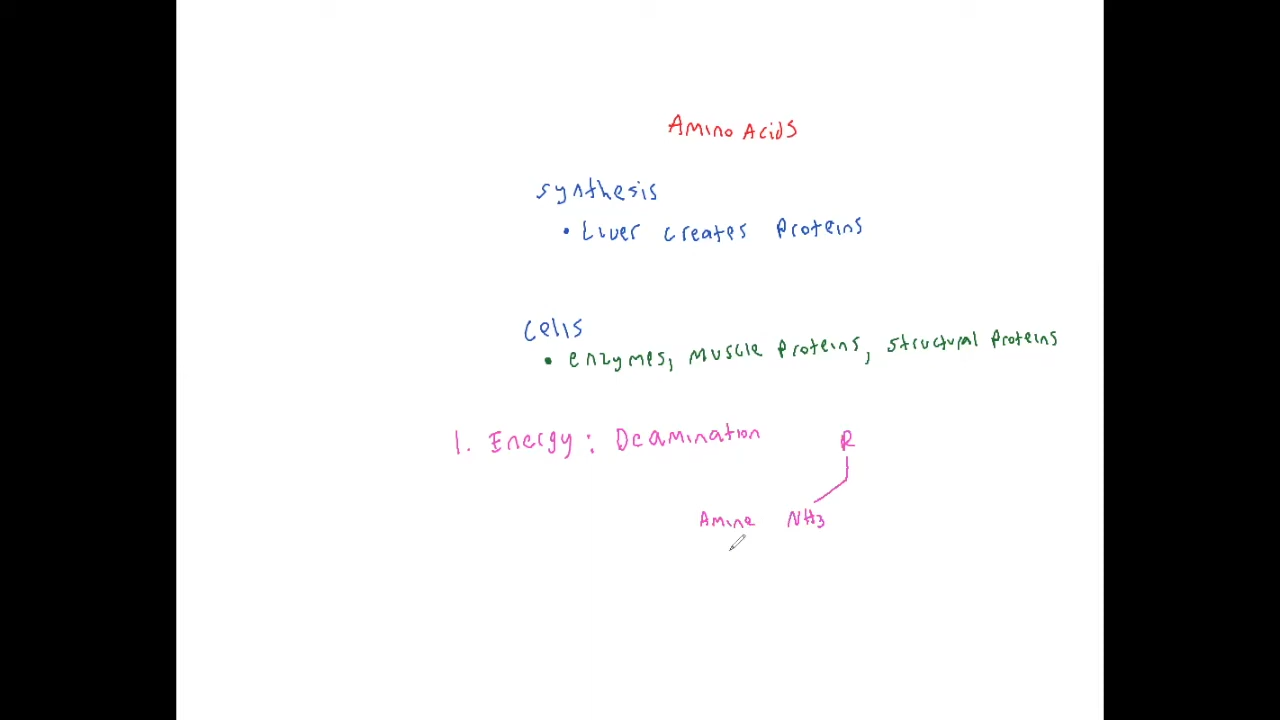 Amino Acids
synthesis
• Liver creates Proteins
cells
• enzymes, muscle proteins, structural proteins
1. Energy: Deamination
R
Amine NH3